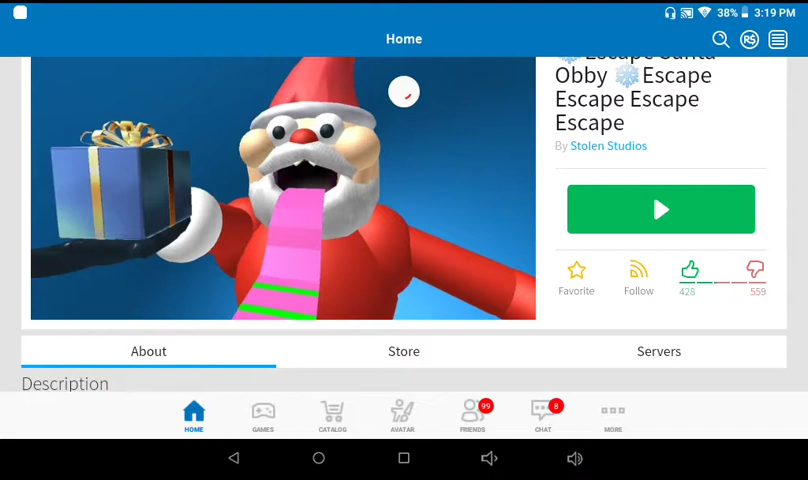 38% 3:19 PM
Home
R$
Escape Santa
Obby ❄️Escape
Escape Escape
Escape
By Stolen Studios
Favorite
Follow
428
559
About
Store
Servers
Description
99
8
HOME
GAMES
CATALOG
AVATAR
FRIENDS
CHAT
MORE